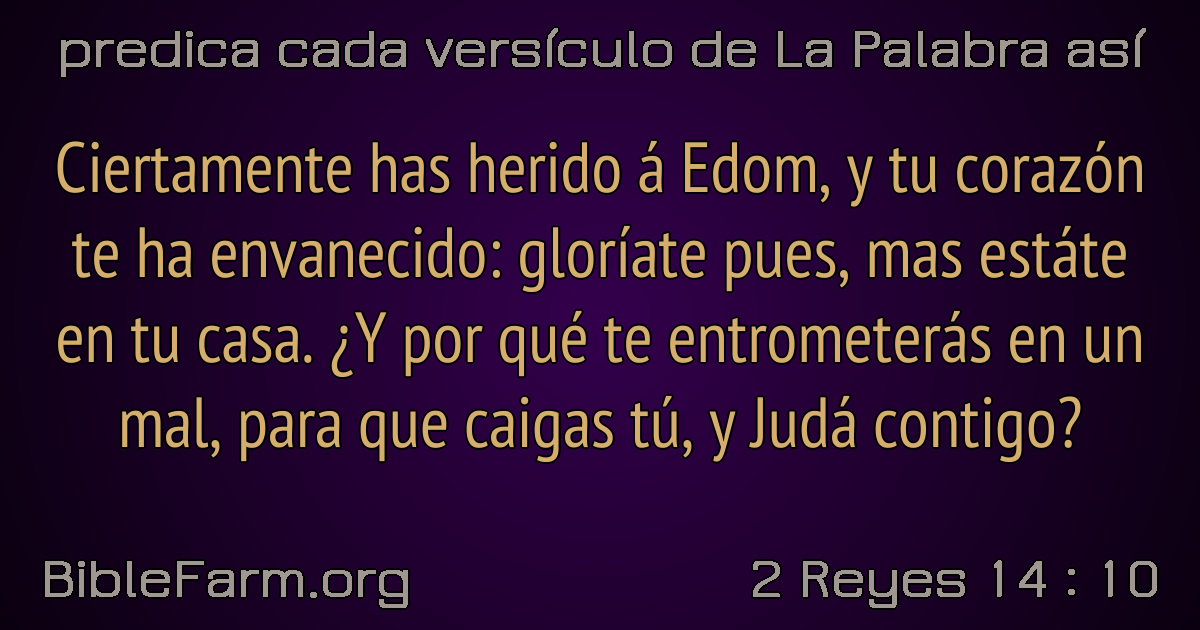 predica cada versículo de La Palabra así
Ciertamente has herido á Edom, y tu corazón
te ha envanecido: gloríate pues, mas estáte
en tu casa. ¿Y por qué te entrometerás en un
mal, para que caigas tú, y Judá contigo?
BibleFarm.org
2 Reyes 14 : 10